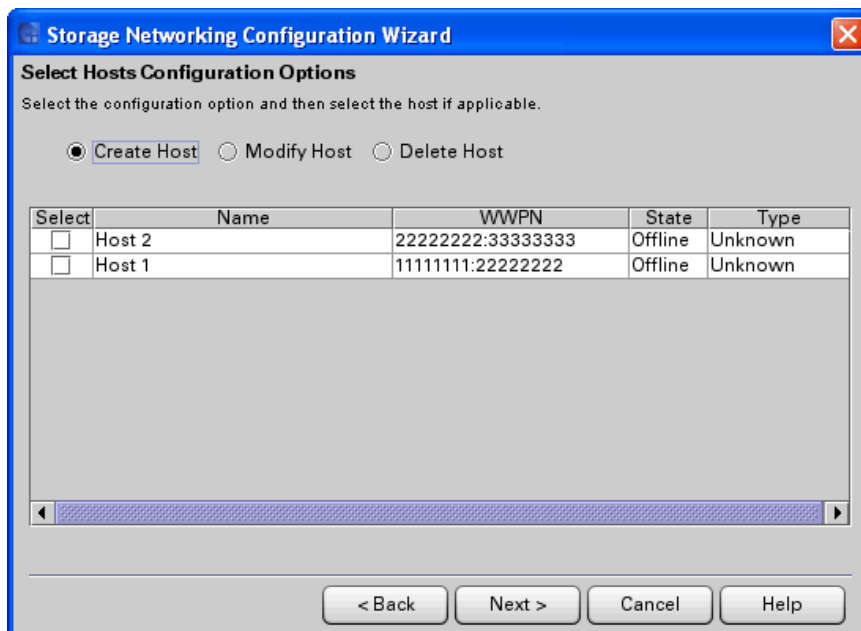 Storage Networking Configuration Wizard
Select Hosts Configuration Options
Select the configuration option and then select the host if applicable.
Create Host Modify Host Delete Host
Select Name WWPN State Type
Host 2 22222222:33333333 Offline Unknown
Host 1 11111111:22222222 Offline Unknown
< Back Next > Cancel Help